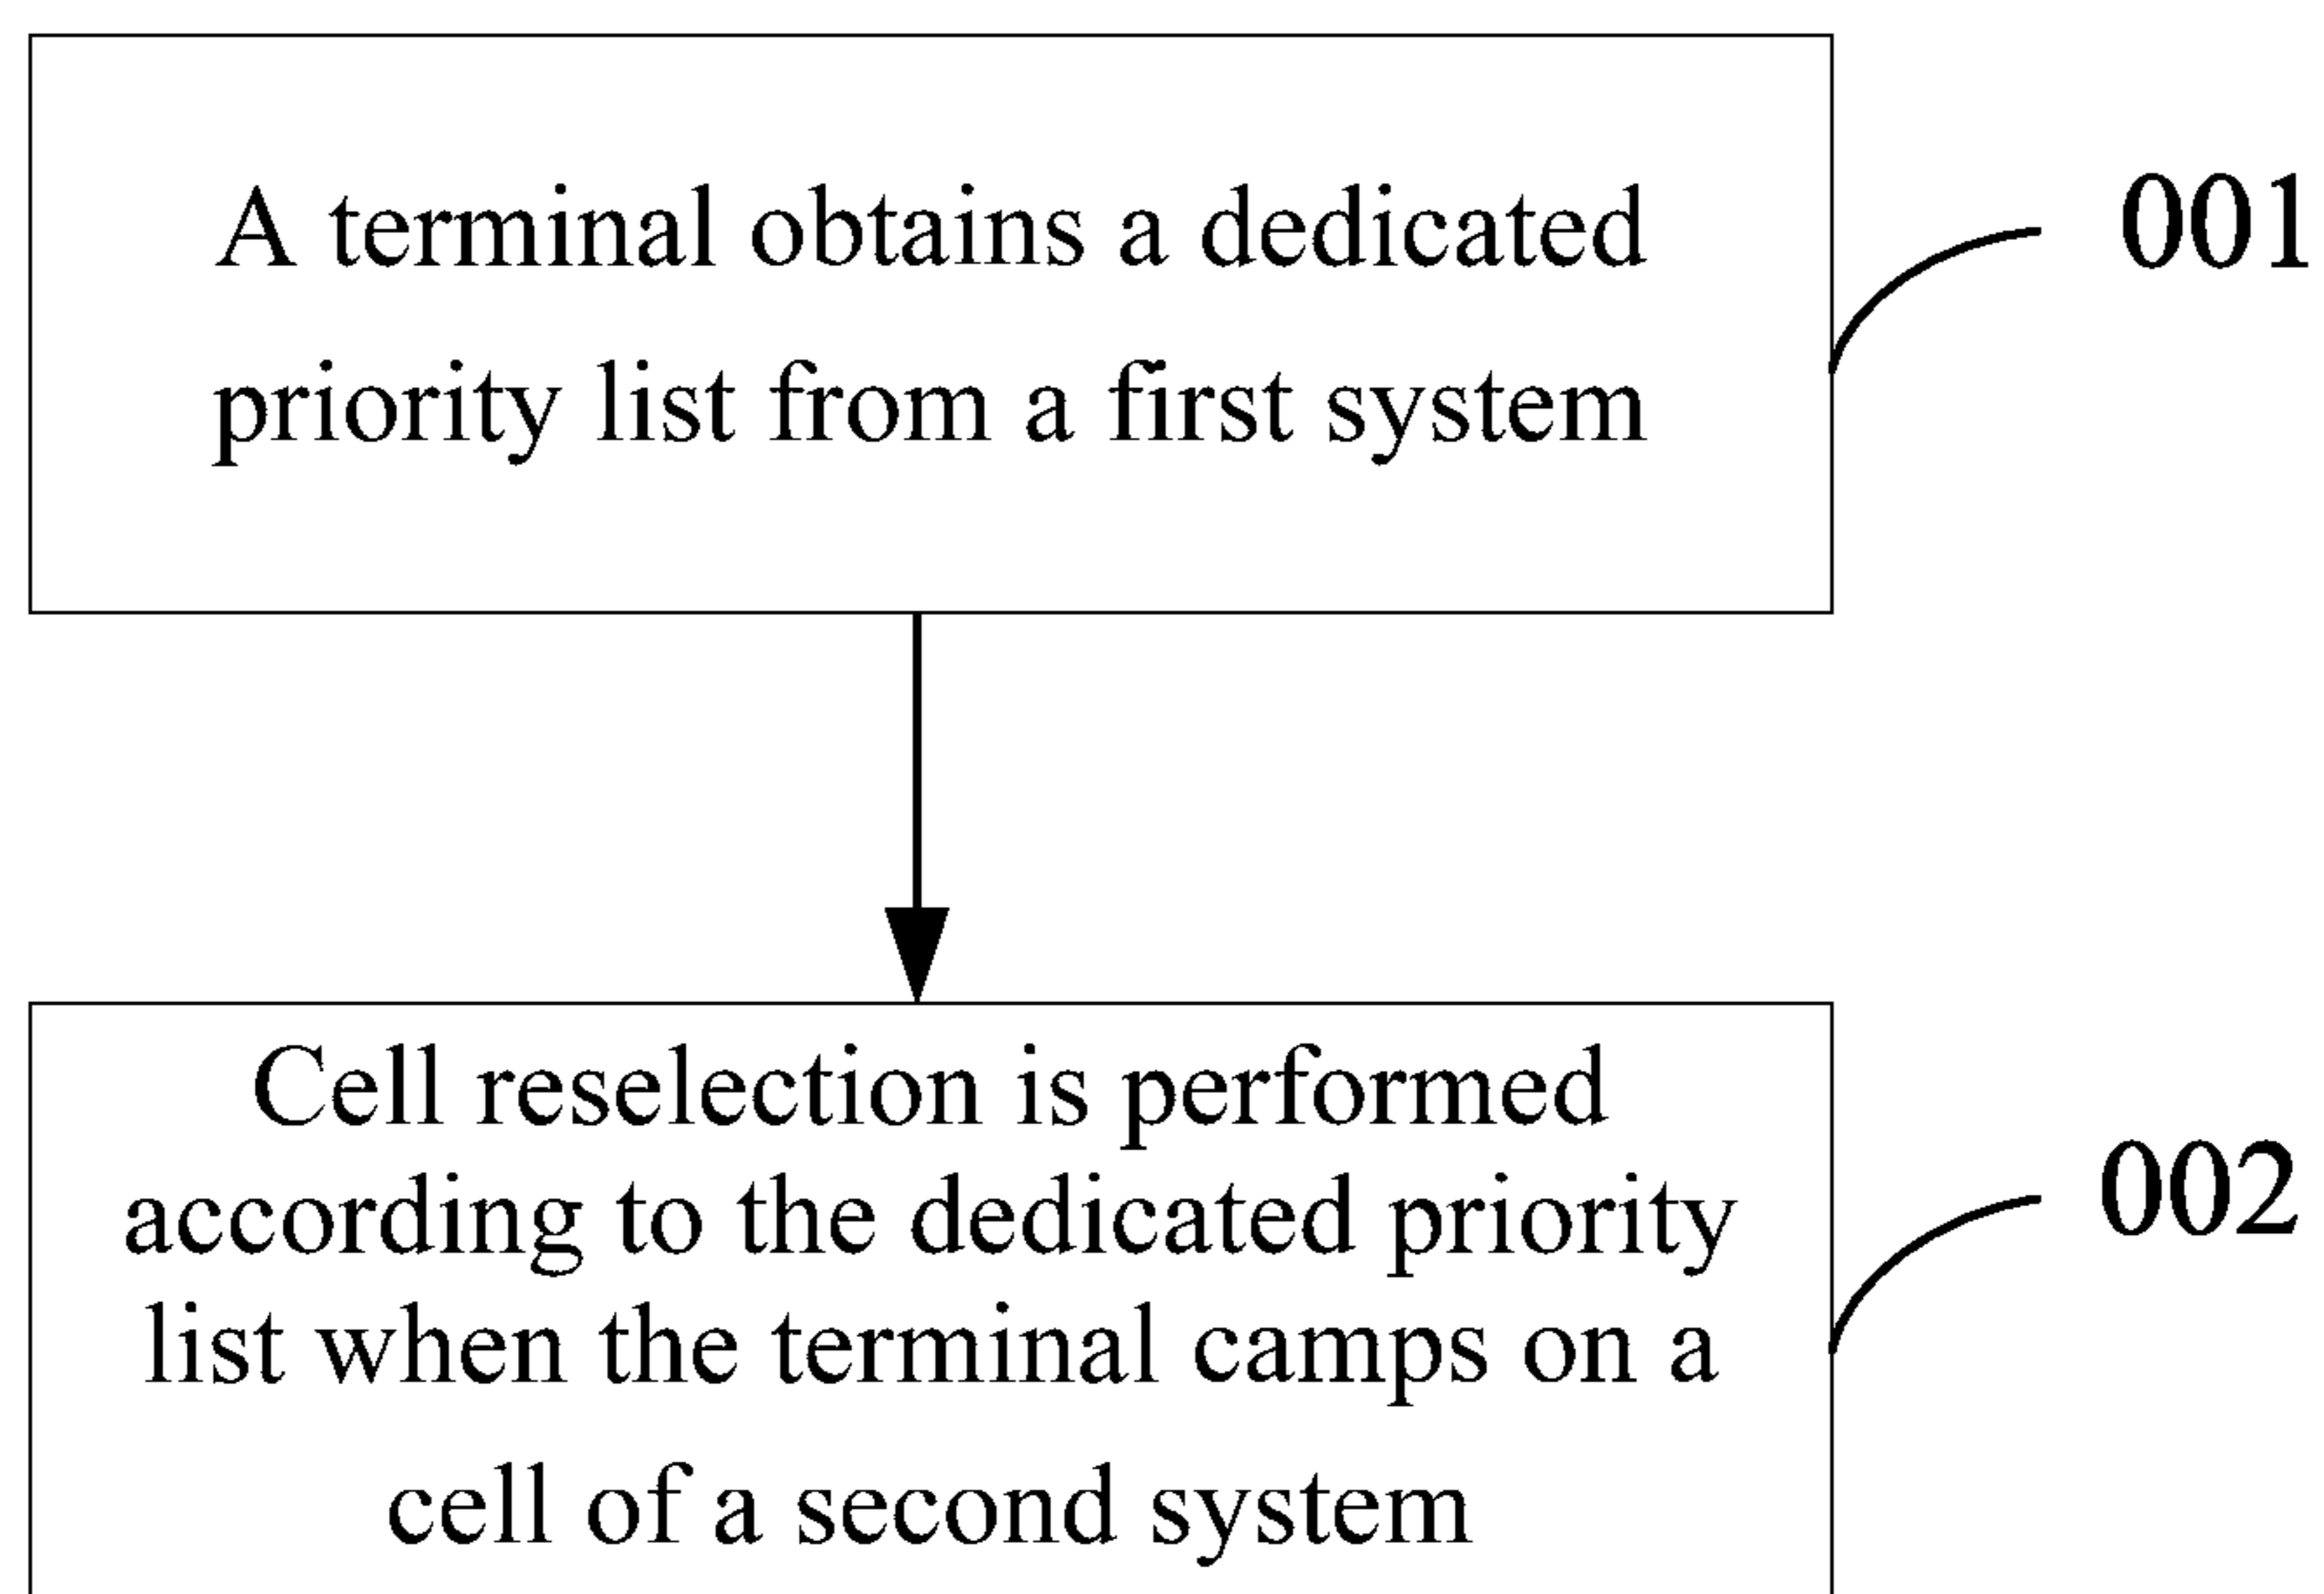 A terminal obtains a dedicated
priority list from a first system
001
Cell reselection is performed
according to the dedicated priority
list when the terminal camps on a
cell of a second system
002